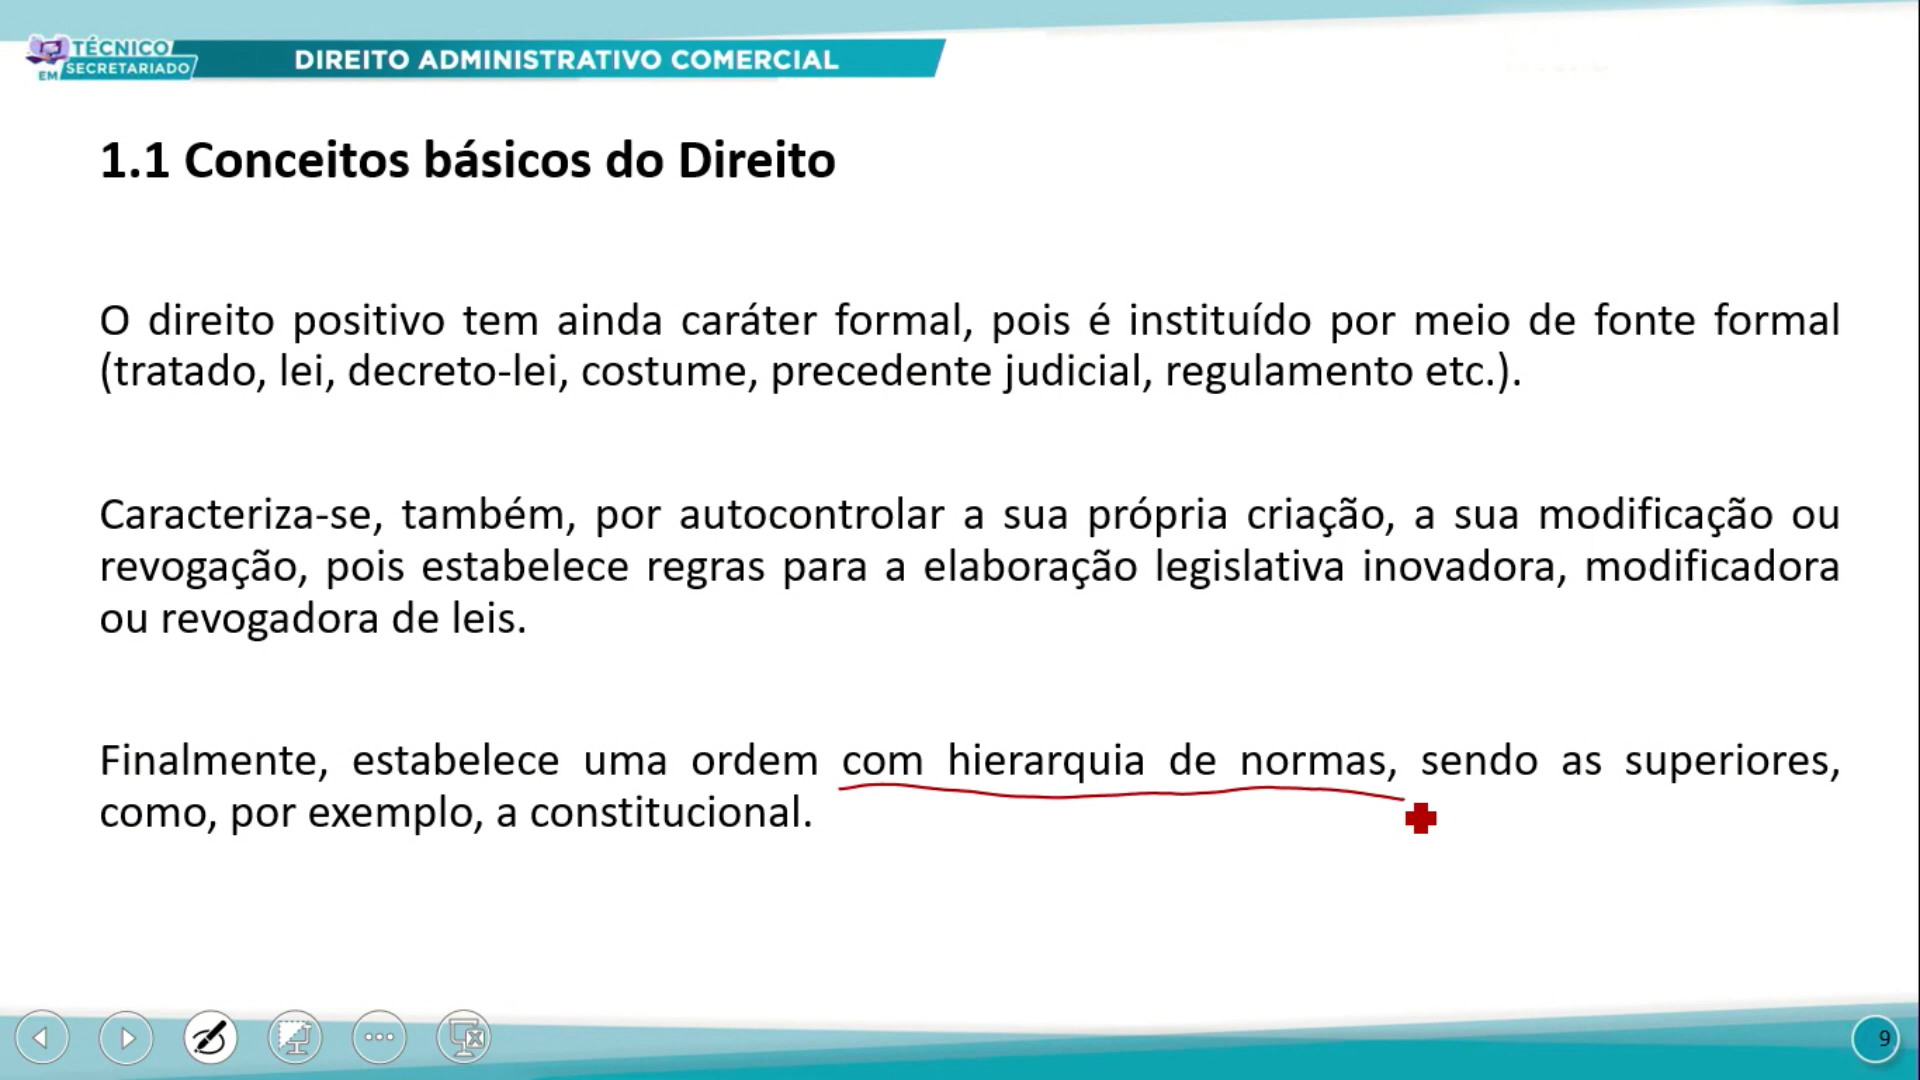 TÉCNICO
EM SECRETARIADO
DIREITO ADMINISTRATIVO COMERCIAL
1.1 Conceitos básicos do Direito
O direito positivo tem ainda caráter formal, pois é instituído por meio de fonte formal
(tratado, lei, decreto-lei, costume, precedente judicial, regulamento etc.).
Caracteriza-se, também, por autocontrolar a sua própria criação, a sua modificação ou
revogação, pois estabelece regras para a elaboração legislativa inovadora, modificadora
ou revogadora de leis.
Finalmente, estabelece uma ordem com hierarquia de normas, sendo as superiores,
como, por exemplo, a constitucional.
9